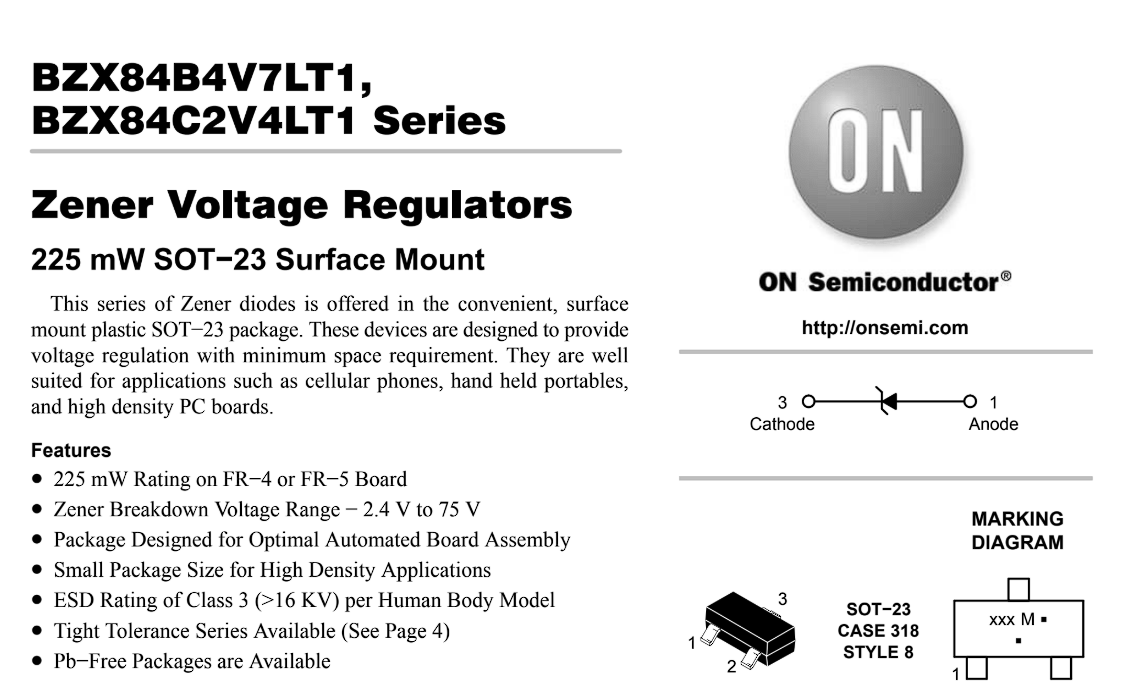 BZX84B4V7LT1,
BZX84C2V4LT1 Series
Zener Voltage Regulators
225 mW SOT−23 Surface Mount
This series of Zener diodes is offered in the convenient, surface
mount plastic SOT−23 package. These devices are designed to provide
voltage regulation with minimum space requirement. They are well
suited for applications such as cellular phones, hand held portables,
and high density PC boards.
Features
• 225 mW Rating on FR−4 or FR−5 Board
• Zener Breakdown Voltage Range − 2.4 V to 75 V
• Package Designed for Optimal Automated Board Assembly
• Small Package Size for High Density Applications
• ESD Rating of Class 3 (>16 KV) per Human Body Model
• Tight Tolerance Series Available (See Page 4)
• Pb−Free Packages are Available
ON
ON Semiconductor®
http://onsemi.com
3
Cathode
1
Anode
MARKING
DIAGRAM
3
1
2
SOT−23
CASE 318
STYLE 8
xxx M ▪
▪
1